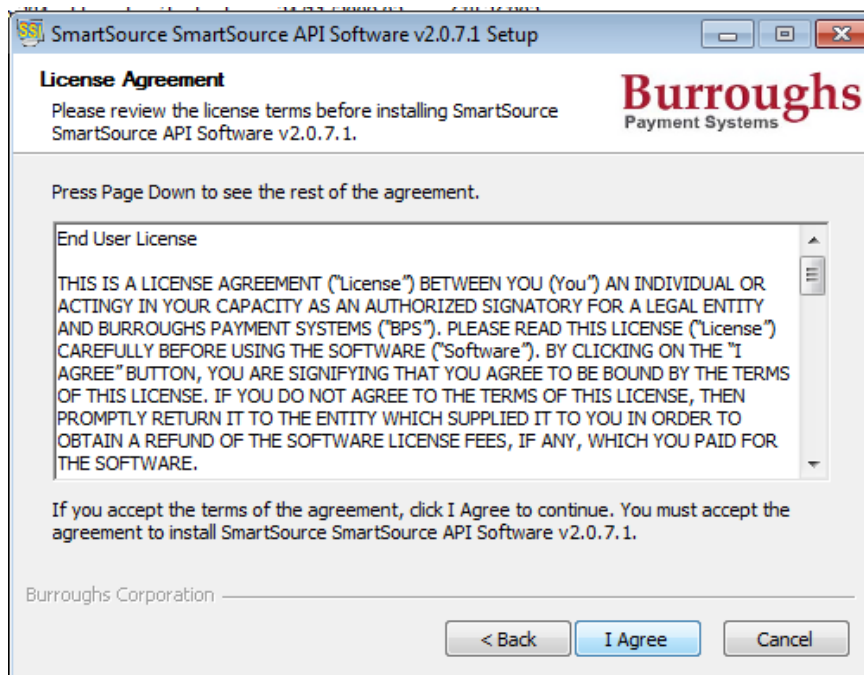 SSI SmartSource SmartSource API Software v2.0.7.1 Setup
License Agreement
Please review the license terms before installing SmartSource
SmartSource API Software v2.0.7.1.
Burroughs
Payment Systems
Press Page Down to see the rest of the agreement.
End User License
THIS IS A LICENSE AGREEMENT ("License") BETWEEN YOU (You") AN INDIVIDUAL OR
ACTINGY IN YOUR CAPACITY AS AN AUTHORIZED SIGNATORY FOR A LEGAL ENTITY
AND BURROUGHS PAYMENT SYSTEMS ("BPS"). PLEASE READ THIS LICENSE ("License")
CAREFULLY BEFORE USING THE SOFTWARE ("Software"). BY CLICKING ON THE "I
AGREE" BUTTON, YOU ARE SIGNIFYING THAT YOU AGREE TO BE BOUND BY THE TERMS
OF THIS LICENSE. IF YOU DO NOT AGREE TO THE TERMS OF THIS LICENSE, THEN
PROMPTLY RETURN IT TO THE ENTITY WHICH SUPPLIED IT TO YOU IN ORDER TO
OBTAIN A REFUND OF THE SOFTWARE LICENSE FEES, IF ANY, WHICH YOU PAID FOR
THE SOFTWARE.
If you accept the terms of the agreement, click I Agree to continue. You must accept the
agreement to install SmartSource SmartSource API Software v2.0.7.1.
Burroughs Corporation
< Back
I Agree
Cancel